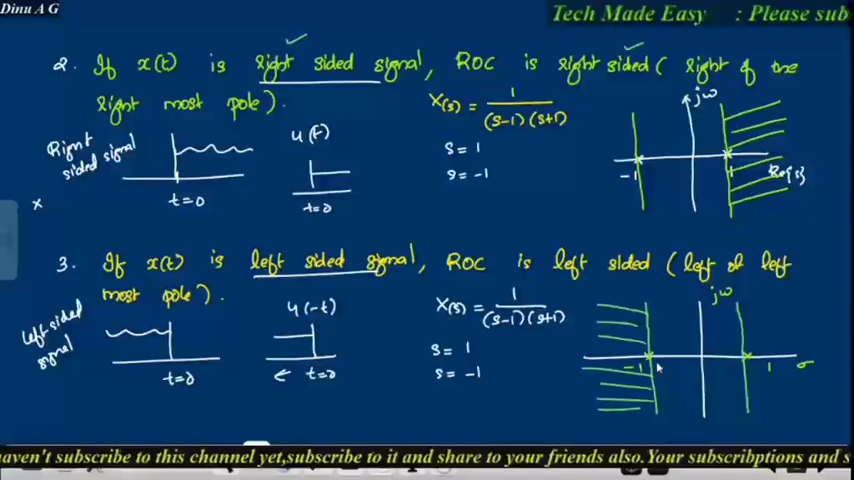 Dinu A G
Tech Made Easy : Please sub
2. If x(t) is right sided signal, ROC is right sided (right of the
right most pole).
X(s) = 1
(s-1)(s+1)
jω
Right
sided signal
u(t)
s = 1
s = -1
-1
1
Re{s}
x
t=0
t=0
3. If x(t) is left sided signal, ROC is left sided (left of left
most pole).
jω
Left sided
signal
u(-t)
X(s) = 1
(s-1)(s+1)
s = 1
s = -1
-1
1
σ
t=0
t=0
haven't subscribe to this channel yet,subscribe to it and share to your friends also.Your subscribptions and s